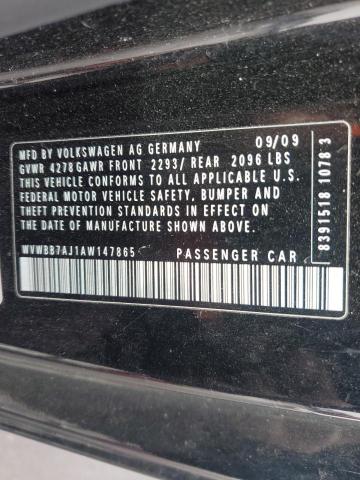 MFD BY VOLKSWAGEN AG GERMANY 09/09
GVWR 4278 GAWR FRONT 2293/ REAR 2096 LBS
THIS VEHICLE CONFORMS TO ALL APPLICABLE U.S.
FEDERAL MOTOR VEHICLE SAFETY, BUMPER AND
THEFT PREVENTION STANDARDS IN EFFECT ON
THE DATE OF MANUFACTURE SHOWN ABOVE.
WVWBB7AJ1AW147865 PASSENGER CAR
8391518 1078 3